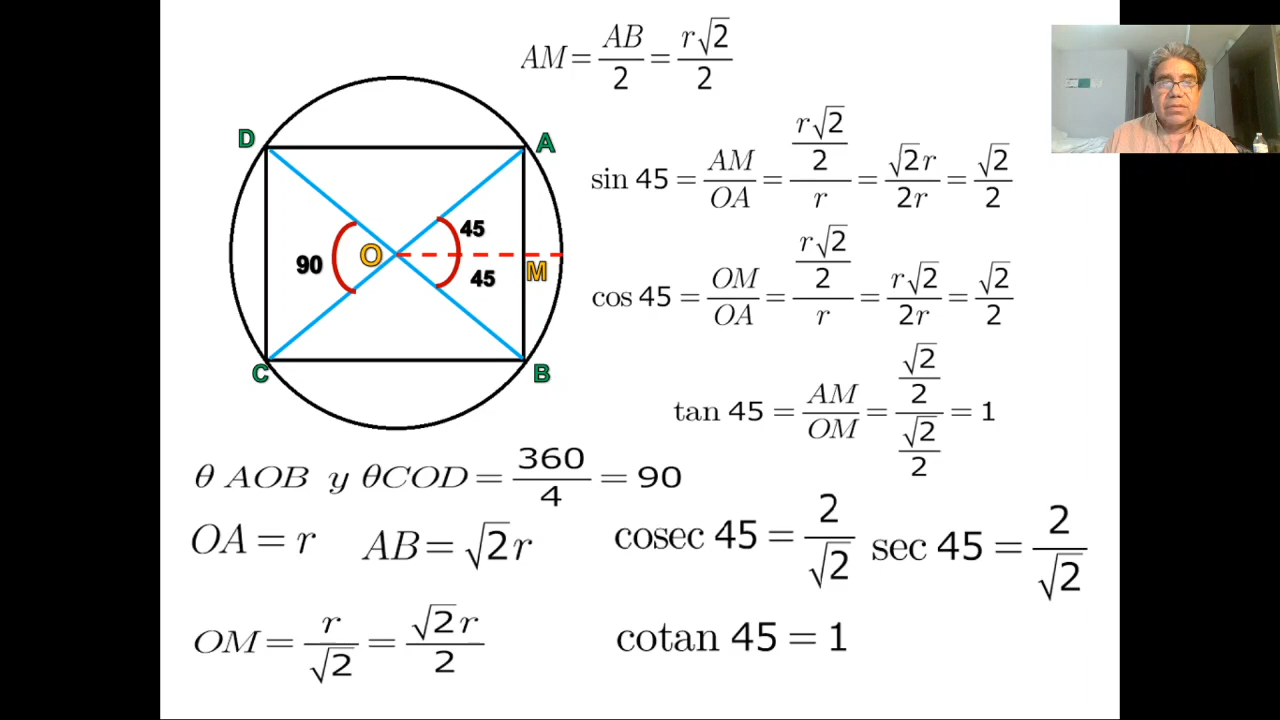 AM = AB/2 = r√2/2
D
A
sin 45 = AM/OA = (r√2/2)/r = √2r/2r = √2/2
45
90
O
45
M
cos 45 = OM/OA = (r√2/2)/r = r√2/2r = √2/2
C
B
tan 45 = AM/OM = (√2/2)/(√2/2) = 1
θ AOB y θCOD = 360/4 = 90
OA = r AB = √2r
cosec 45 = 2/√2 sec 45 = 2/√2
OM = r/√2 = √2r/2
cotan 45 = 1